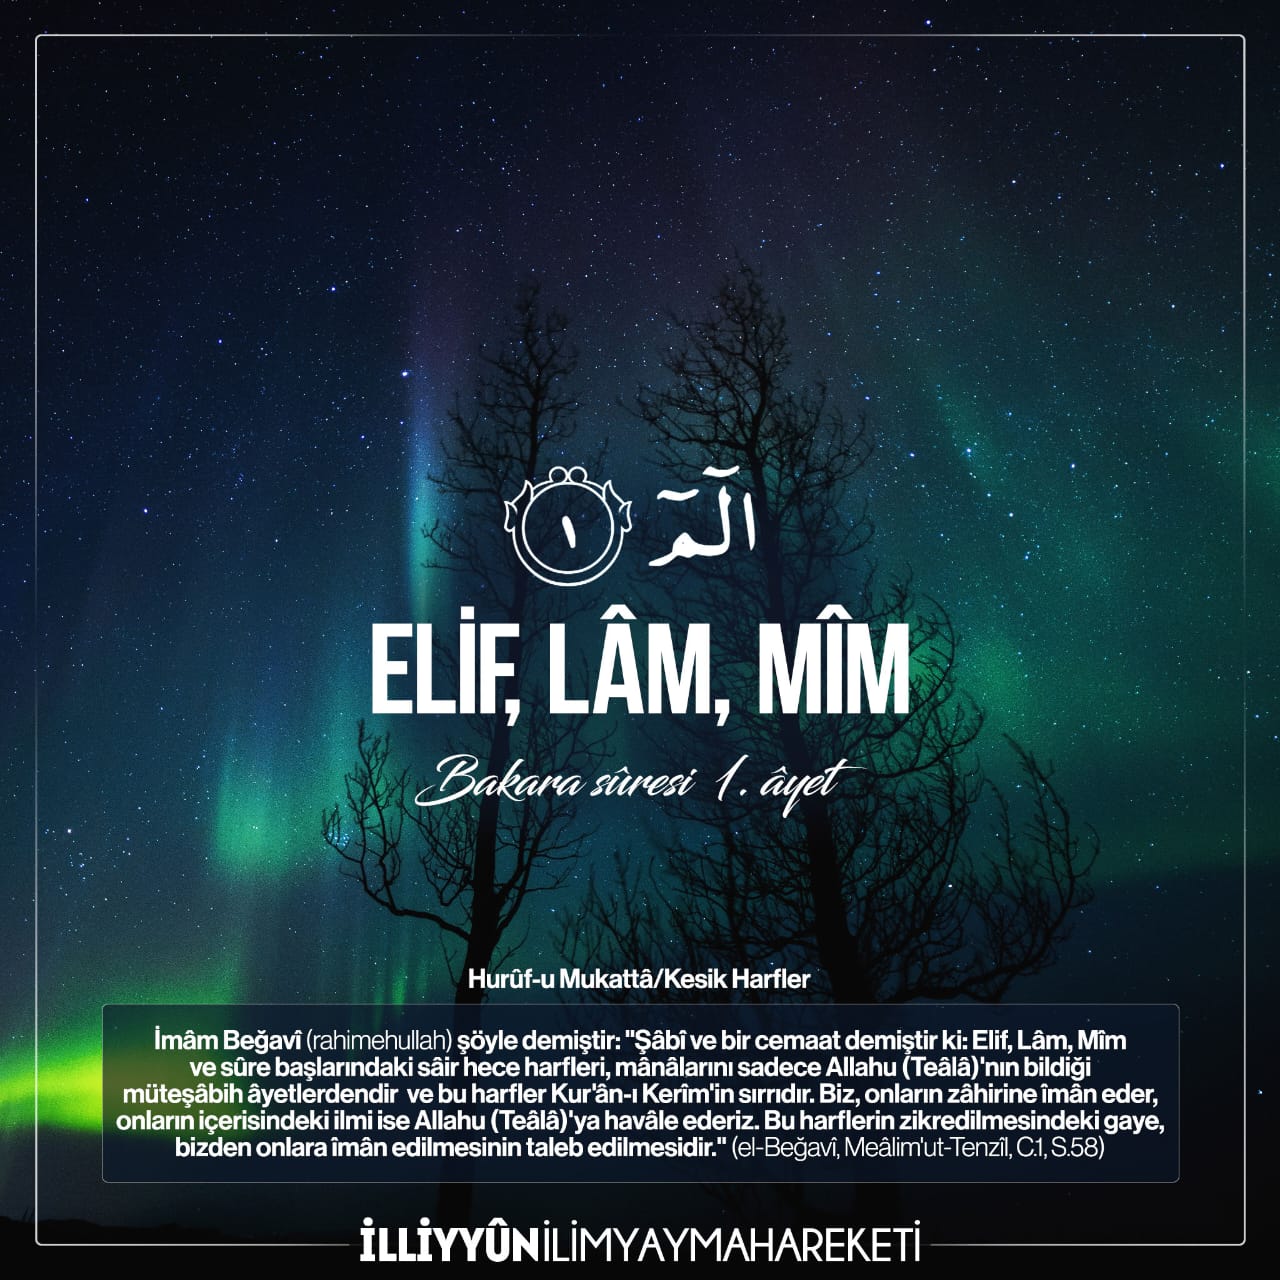 الٓمٓ ١
ELİF, LÂM, MÎM
Bakara sûresi 1. âyet
Hurûf-u Mukattâ/Kesik Harfler
İmâm Beğavî (rahimehullah) şöyle demiştir: "Şâbî ve bir cemaat demiştir ki: Elif, Lâm, Mîm
ve sûre başlarındaki sâir hece harfleri, mânâlarını sadece Allahu (Teâlâ)'nın bildiği
müteşabih âyetlerdendir ve bu harfler Kur'ân-ı Kerîm'in sırrıdır. Biz, onların zâhirine îmân eder,
onların içerisindeki ilmi ise Allahu (Teâlâ)'ya havâle ederiz. Bu harflerin zikredilmesindeki gaye,
bizden onlara îmân edilmesinin taleb edilmesidir." (el-Beğavî, Meâlim'ut-Tenzîl, C.1, S.58)
İLLİYYÛNİLİMYAYMAHAREKETİ